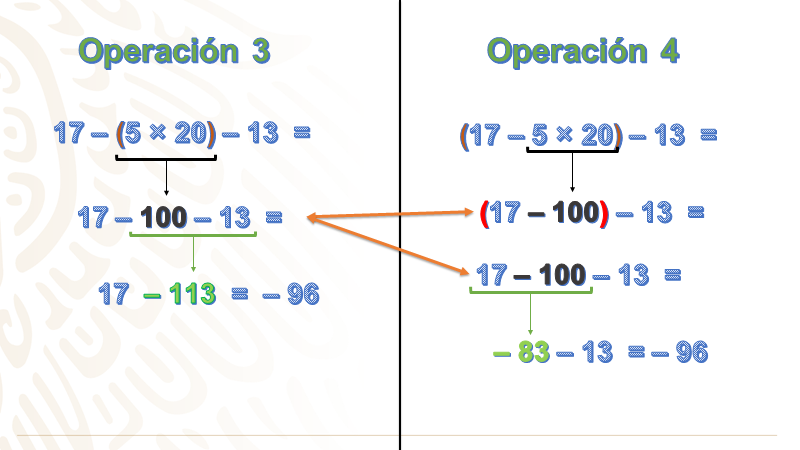 Operación 3
17 – (5 × 20) – 13 =
17 – 100 – 13 =
17 – 113 = – 96
Operación 4
(17 – 5 × 20) – 13 =
(17 – 100) – 13 =
17 – 100 – 13 =
– 83 – 13 = – 96